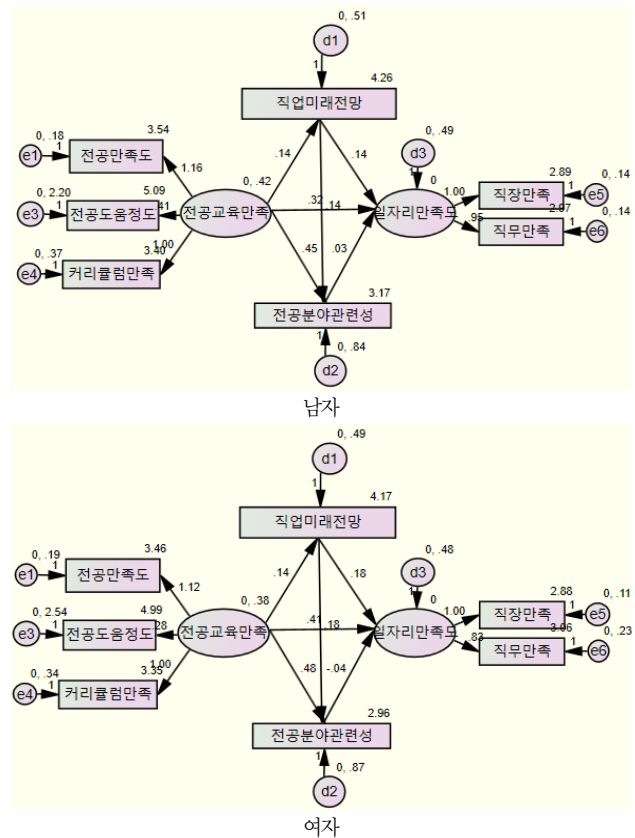 0, .51
d1
1
4.26
직업미래전망
0, .18
e1
1
3.54
전공만족도
1.16
.14
.14
0, .49
d3
0
1.00
2.89
직장만족
1
0, .14
e5
0, 2.20
e3
1
5.09
전공도움정도
0, .42
전공교육만족
.32
.14
일자리만족도
.95
직무만족
1
0, .14
e6
0, .37
e4
1
1.00
3.40
커리큘럼만족
.45
.03
3.17
전공분야관련성
1
0, .84
d2
남자
0, .49
d1
1
4.17
직업미래전망
0, .19
e1
1
3.46
전공만족도
1.12
.14
.18
0, .48
d3
0
1.00
2.88
직장만족
1
0, .11
e5
0, 2.54
e3
1
4.99
전공도움정도
0, .38
전공교육만족
.41
.18
일자리만족도
.83
3.06
직무만족
1
0, .23
e6
0, .34
e4
1
1.00
3.35
커리큘럼만족
.48
-.04
2.96
전공분야관련성
1
0, .87
d2
여자